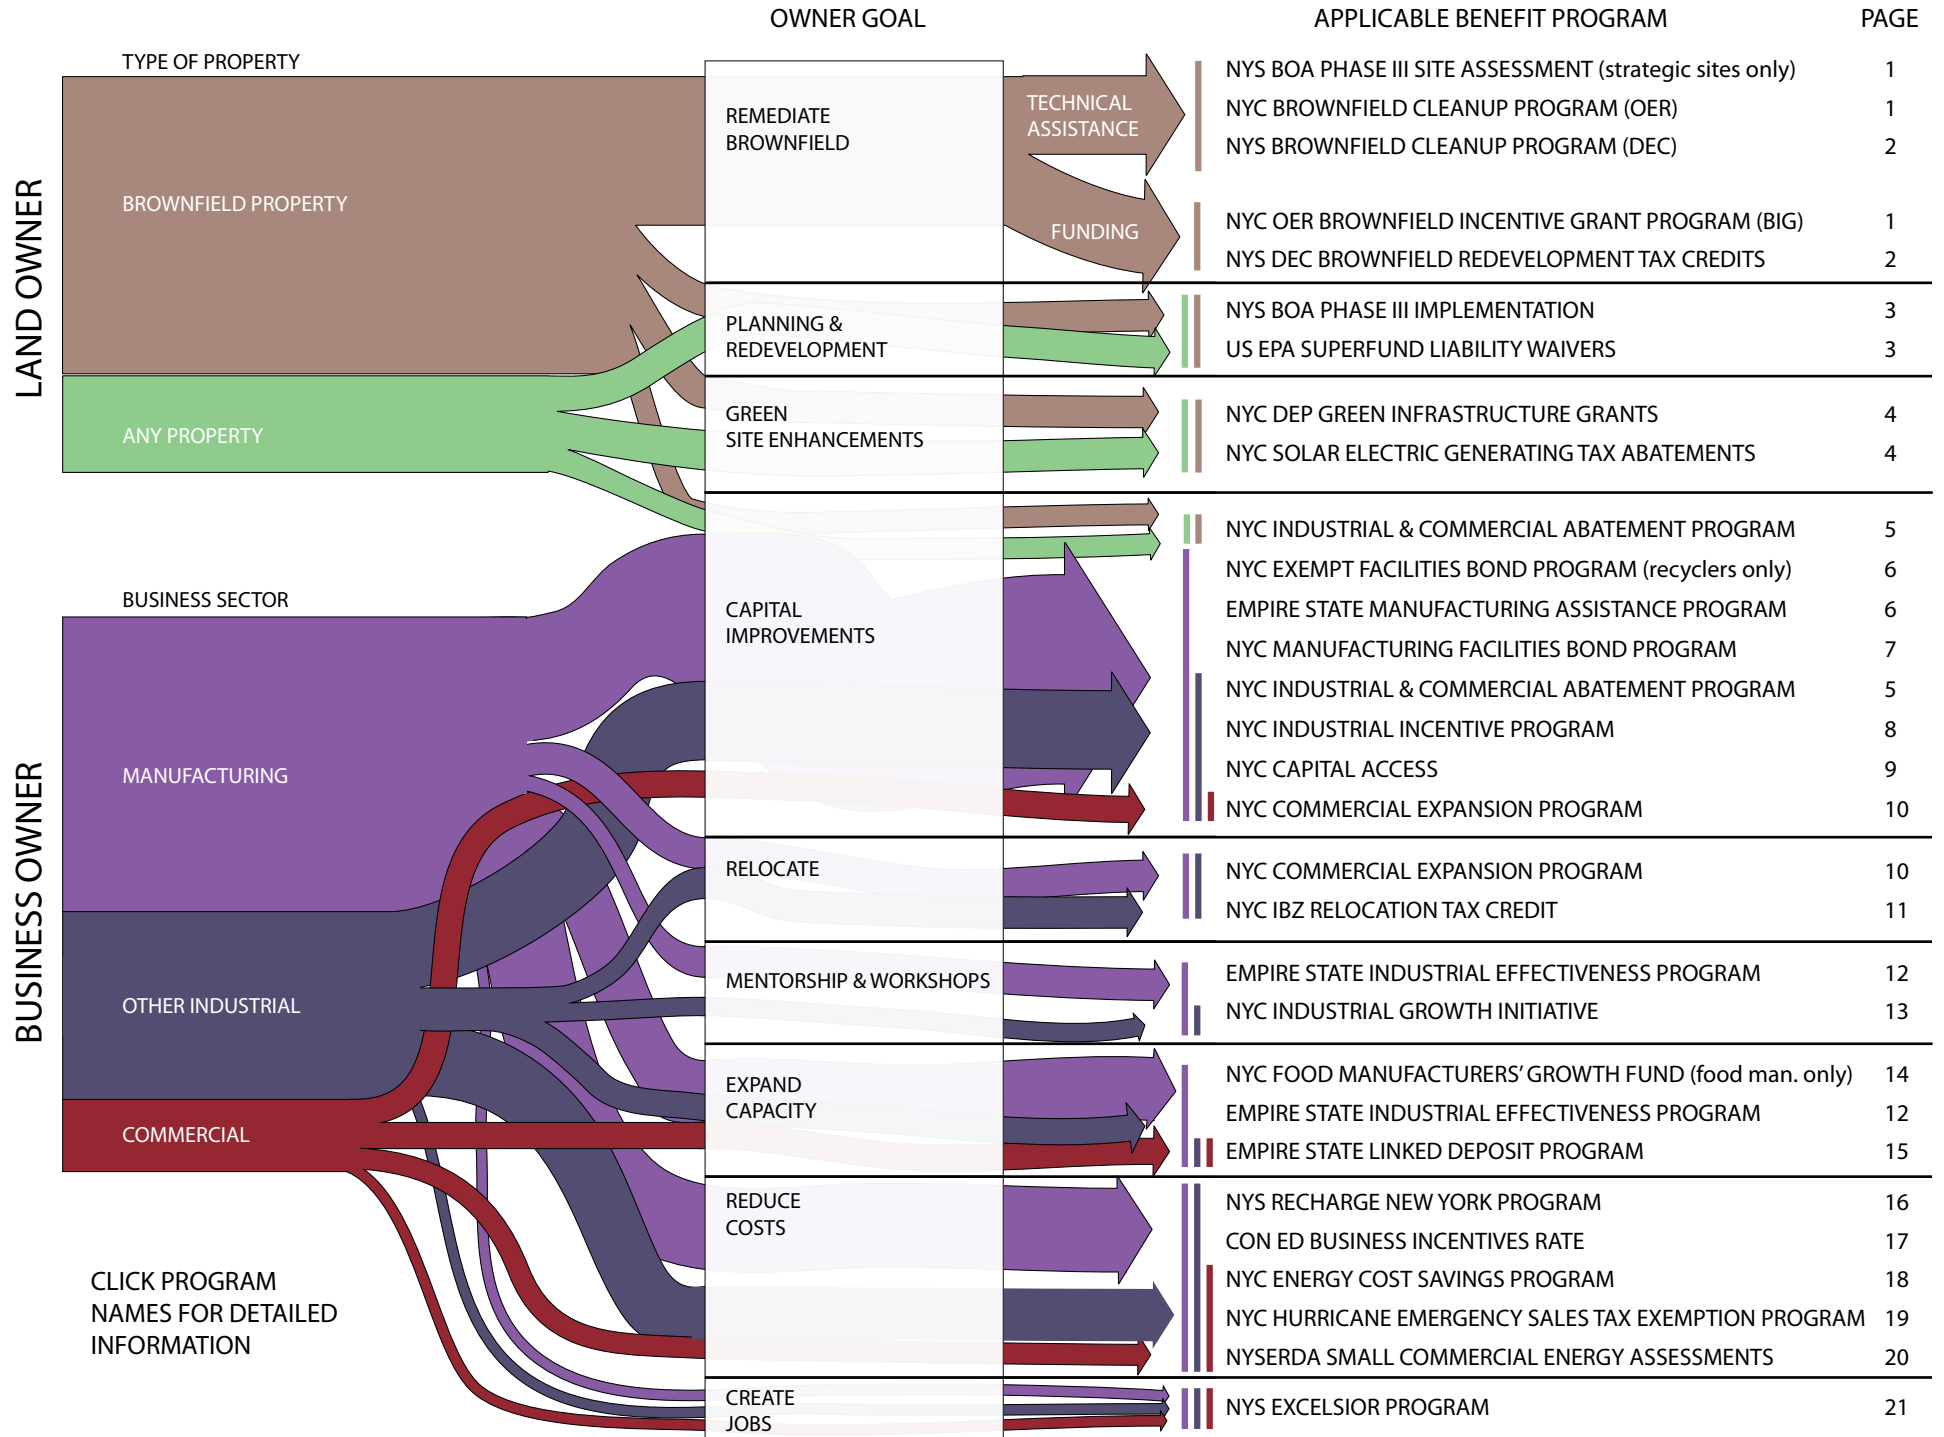 OWNER GOAL
APPLICABLE BENEFIT PROGRAM
PAGE
LAND OWNER
TYPE OF PROPERTY
BROWNFIELD PROPERTY
ANY PROPERTY
BUSINESS OWNER
BUSINESS SECTOR
MANUFACTURING
OTHER INDUSTRIAL
COMMERCIAL
CLICK PROGRAM
NAMES FOR DETAILED
INFORMATION
REMEDIATE
BROWNFIELD
TECHNICAL
ASSISTANCE
NYS BOA PHASE III SITE ASSESSMENT (strategic sites only) 1
NYC BROWNFIELD CLEANUP PROGRAM (OER) 1
NYS BROWNFIELD CLEANUP PROGRAM (DEC) 2
FUNDING
NYC OER BROWNFIELD INCENTIVE GRANT PROGRAM (BIG) 1
NYS DEC BROWNFIELD REDEVELOPMENT TAX CREDITS 2
PLANNING &
REDEVELOPMENT
NYS BOA PHASE III IMPLEMENTATION 3
US EPA SUPERFUND LIABILITY WAIVERS 3
GREEN
SITE ENHANCEMENTS
NYC DEP GREEN INFRASTRUCTURE GRANTS 4
NYC SOLAR ELECTRIC GENERATING TAX ABATEMENTS 4
CAPITAL
IMPROVEMENTS
NYC INDUSTRIAL & COMMERCIAL ABATEMENT PROGRAM 5
NYC EXEMPT FACILITIES BOND PROGRAM (recyclers only) 6
EMPIRE STATE MANUFACTURING ASSISTANCE PROGRAM 6
NYC MANUFACTURING FACILITIES BOND PROGRAM 7
NYC INDUSTRIAL & COMMERCIAL ABATEMENT PROGRAM 5
NYC INDUSTRIAL INCENTIVE PROGRAM 8
NYC CAPITAL ACCESS 9
NYC COMMERCIAL EXPANSION PROGRAM 10
RELOCATE
NYC COMMERCIAL EXPANSION PROGRAM 10
NYC IBZ RELOCATION TAX CREDIT 11
MENTORSHIP & WORKSHOPS
EMPIRE STATE INDUSTRIAL EFFECTIVENESS PROGRAM 12
NYC INDUSTRIAL GROWTH INITIATIVE 13
EXPAND
CAPACITY
NYC FOOD MANUFACTURERS' GROWTH FUND (food man. only) 14
EMPIRE STATE INDUSTRIAL EFFECTIVENESS PROGRAM 12
EMPIRE STATE LINKED DEPOSIT PROGRAM 15
REDUCE
COSTS
NYS RECHARGE NEW YORK PROGRAM 16
CON ED BUSINESS INCENTIVES RATE 17
NYC ENERGY COST SAVINGS PROGRAM 18
NYC HURRICANE EMERGENCY SALES TAX EXEMPTION PROGRAM 19
NYSERDA SMALL COMMERCIAL ENERGY ASSESSMENTS 20
CREATE
JOBS
NYS EXCELSIOR PROGRAM 21